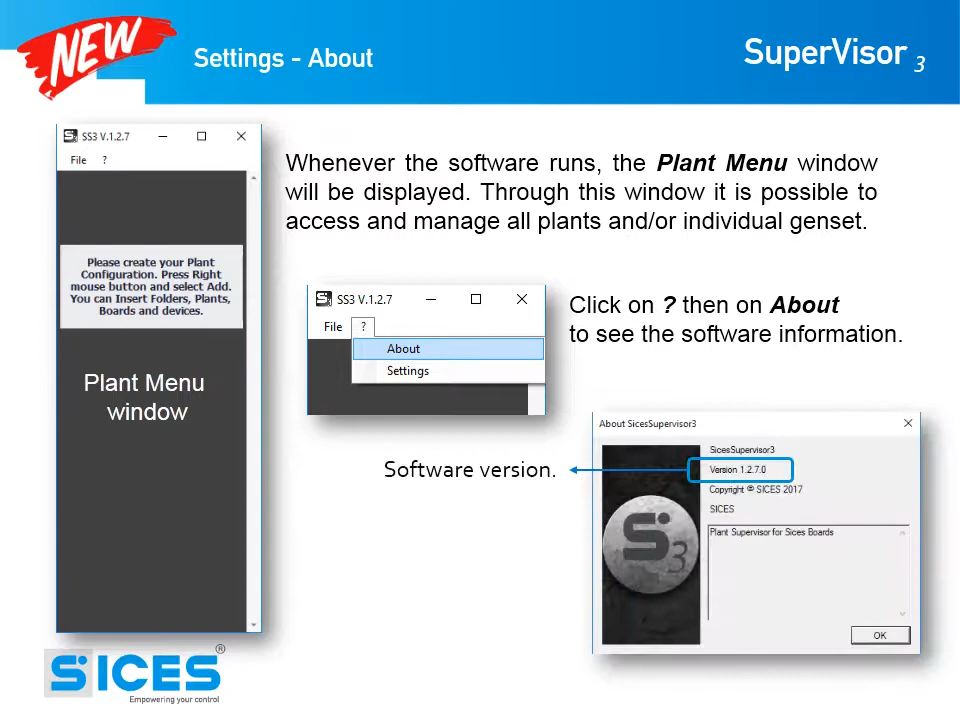 NEW
Settings - About
SuperVisor 3
SS3 V.1.2.7
File ?
Please create your Plant
Configuration. Press Right
mouse button and select Add.
You can Insert Folders, Plants,
Boards and devices.
Plant Menu
window
Whenever the software runs, the Plant Menu window
will be displayed. Through this window it is possible to
access and manage all plants and/or individual genset.
SS3 V.1.2.7
File ?
About
Settings
Click on ? then on About
to see the software information.
Software version.
About SicesSupervisor3
SicesSupervisor3
Version 1.2.7.0
Copyright © SICES 2017
SICES
Plant Supervisor for Sices Boards
S3
OK
SICES®
Empowering your control